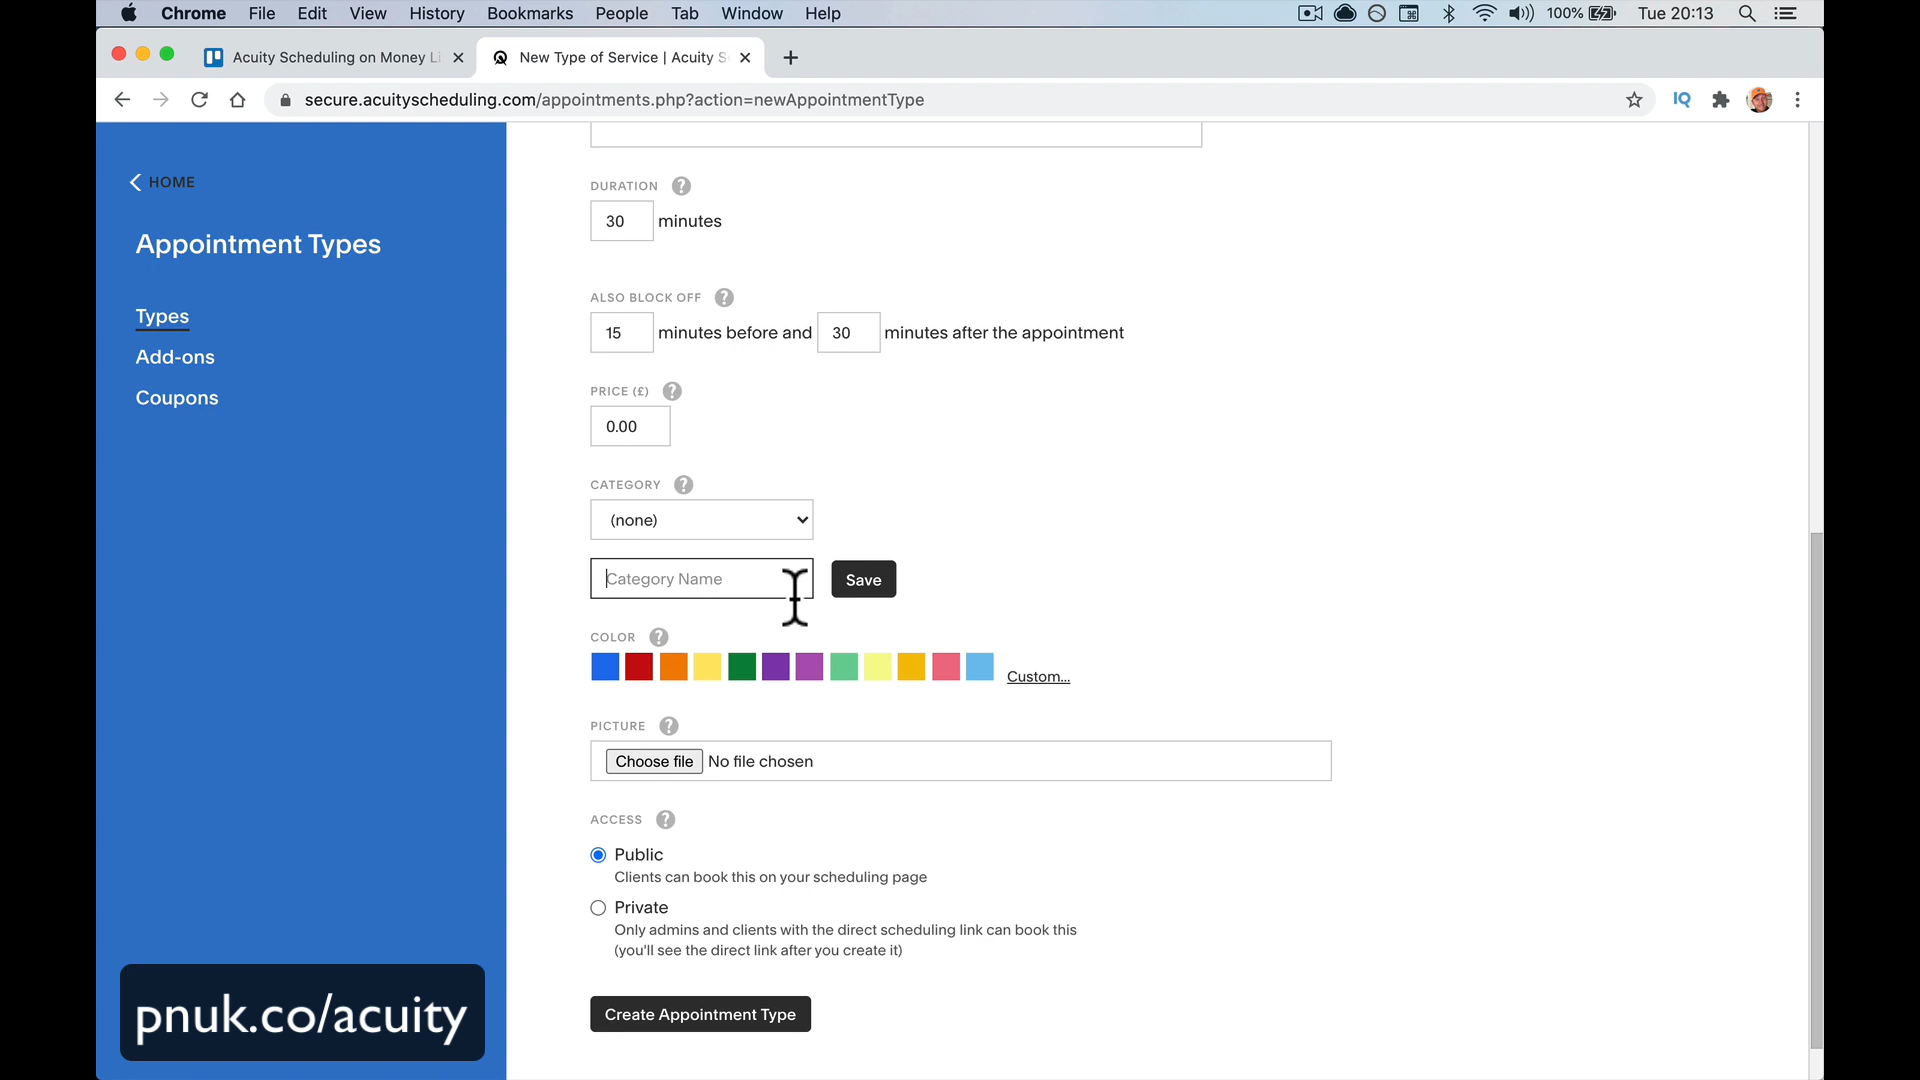 Chrome File Edit View History Bookmarks People Tab Window Help 100% Tue 20:13
Acuity Scheduling on Money Li New Type of Service | Acuity S
secure.acuityscheduling.com/appointments.php?action=newAppointmentType IQ
HOME
Appointment Types
Types
Add-ons
Coupons
DURATION ?
30 minutes
ALSO BLOCK OFF ?
15 minutes before and 30 minutes after the appointment
PRICE (£) ?
0.00
CATEGORY ?
(none)
Category Name Save
COLOR ?
Custom...
PICTURE ?
Choose file No file chosen
ACCESS ?
Public
Clients can book this on your scheduling page
Private
Only admins and clients with the direct scheduling link can book this
(you'll see the direct link after you create it)
Create Appointment Type
pnuk.co/acuity